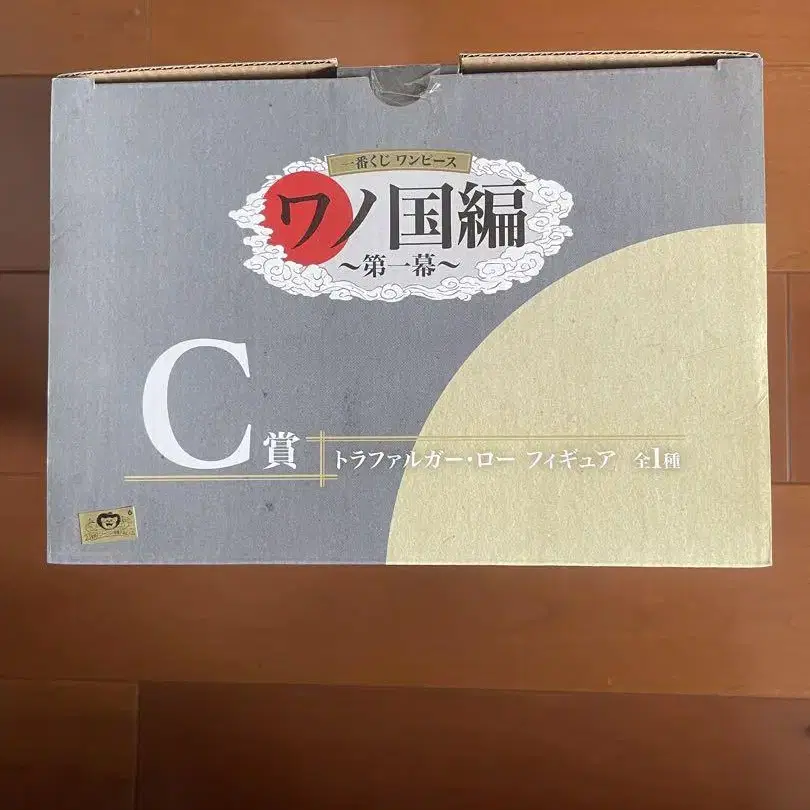 一番くじ ワンピース
ワノ国編
～第一幕～
C賞
トラファルガー・ロー フィギュア 全1種